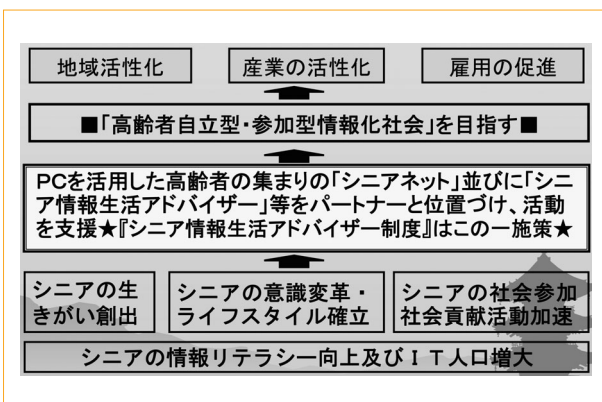 地域活性化 産業の活性化 雇用の促進
■「高齢者自立型・参加型情報化社会」を目指す■
PCを活用した高齢者の集まりの「シニアネット」並びに「シニ
ア情報生活アドバイザー」等をパートナーと位置づけ、活動
を支援★『シニア情報生活アドバイザー制度』はこの一施策★
シニアの生
きがい創出
シニアの意識変革・
ライフスタイル確立
シニアの社会参加
社会貢献活動加速
シニアの情報リテラシー向上及びＩＴ人口増大